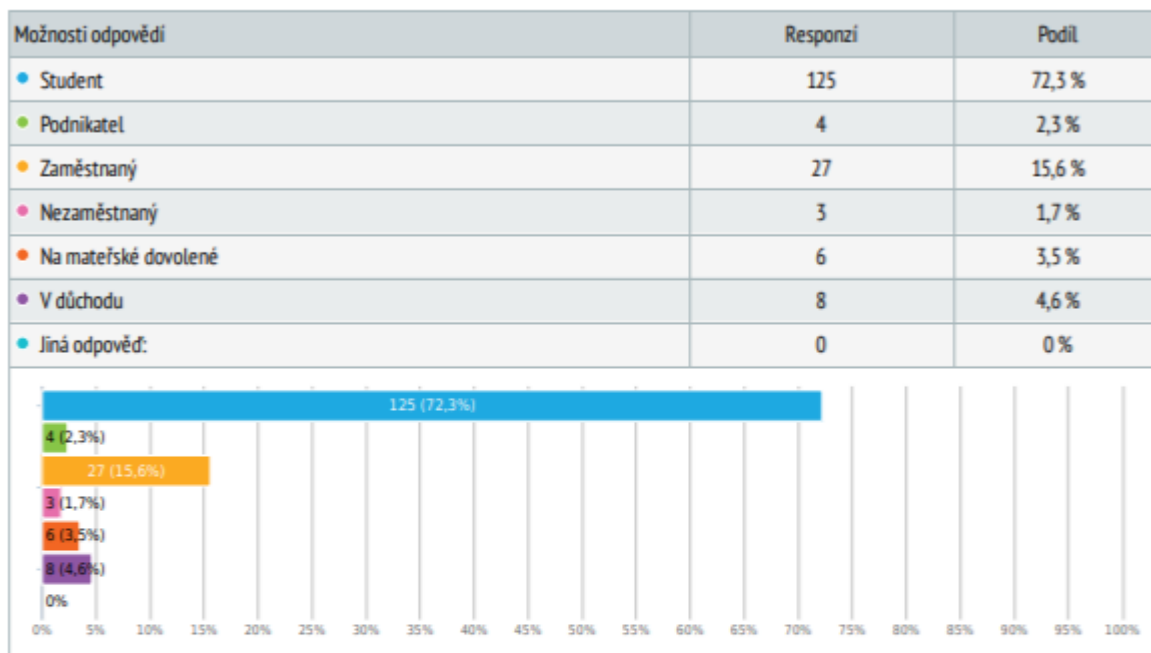 Možnosti odpovědí Responzí Podíl
Student 125 72,3 %
Podnikatel 4 2,3 %
Zaměstnaný 27 15,6 %
Nezaměstnaný 3 1,7 %
Na mateřské dovolené 6 3,5 %
V důchodu 8 4,6 %
Jiná odpověď: 0 0 %
125 (72,3%)
4 (2,3%)
27 (15,6%)
3 (1,7%)
6 (3,5%)
8 (4,6%)
0%
0% 5% 10% 15% 20% 25% 30% 35% 40% 45% 50% 55% 60% 65% 70% 75% 80% 85% 90% 95% 100%